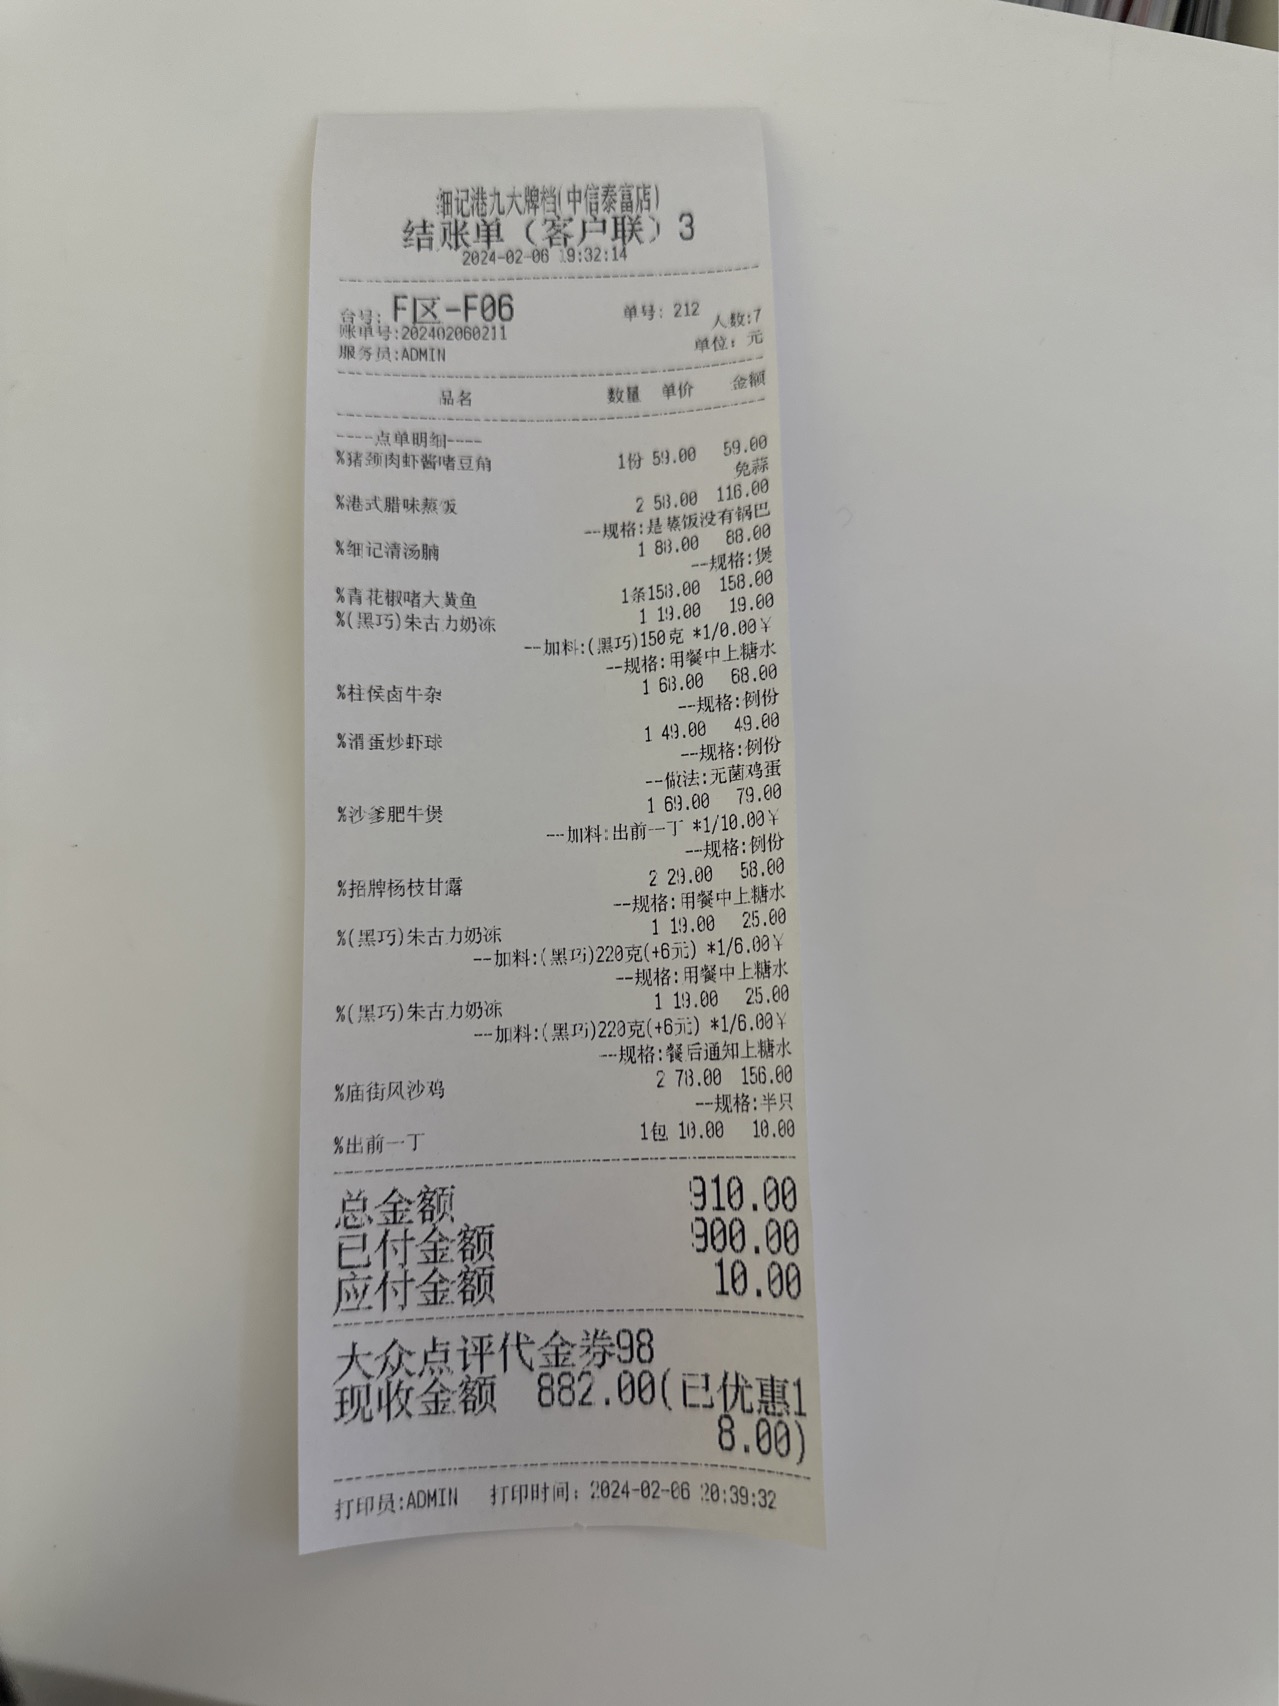 细记港九大牌档(中信泰富店)
结账单（客户联）3
2024-02-06 19:32:14
台号: F区-F06 单号: 212 人数:7
账单号:202402060211 单位: 元
服务员:ADMIN
品名 数量 单价 金额
----点单明细----
%猪颈肉虾酱啫豆角 1份 59.00 59.00
免蒜
%港式腊味蒸饭 2 58.00 116.00
--规格:是蒸饭没有锅巴
%细记清汤腩 1 88.00 88.00
--规格:煲
%青花椒啫大黄鱼 1条158.00 158.00
%(黑巧)朱古力奶冻 1 19.00 19.00
--加料:(黑巧)150克 *1/0.00¥
--规格:用餐中上糖水
%柱侯卤牛杂 1 68.00 68.00
--规格:例份
%滑蛋炒虾球 1 49.00 49.00
--规格:例份
--做法:无菌鸡蛋
%沙爹肥牛煲 1 69.00 79.00
--加料:出前一丁 *1/10.00¥
--规格:例份
%招牌杨枝甘露 2 29.00 58.00
--规格:用餐中上糖水
%(黑巧)朱古力奶冻 1 19.00 25.00
--加料:(黑巧)220克(+6元) *1/6.00¥
--规格:用餐中上糖水
%(黑巧)朱古力奶冻 1 19.00 25.00
--加料:(黑巧)220克(+6元) *1/6.00¥
--规格:餐后通知上糖水
%庙街风沙鸡 2 78.00 156.00
--规格:半只
%出前一丁 1包 10.00 10.00
总金额 910.00
已付金额 900.00
应付金额 10.00
大众点评代金券98
现收金额 882.00(已优惠1
8.00)
打印员:ADMIN 打印时间: 2024-02-06 20:39:32